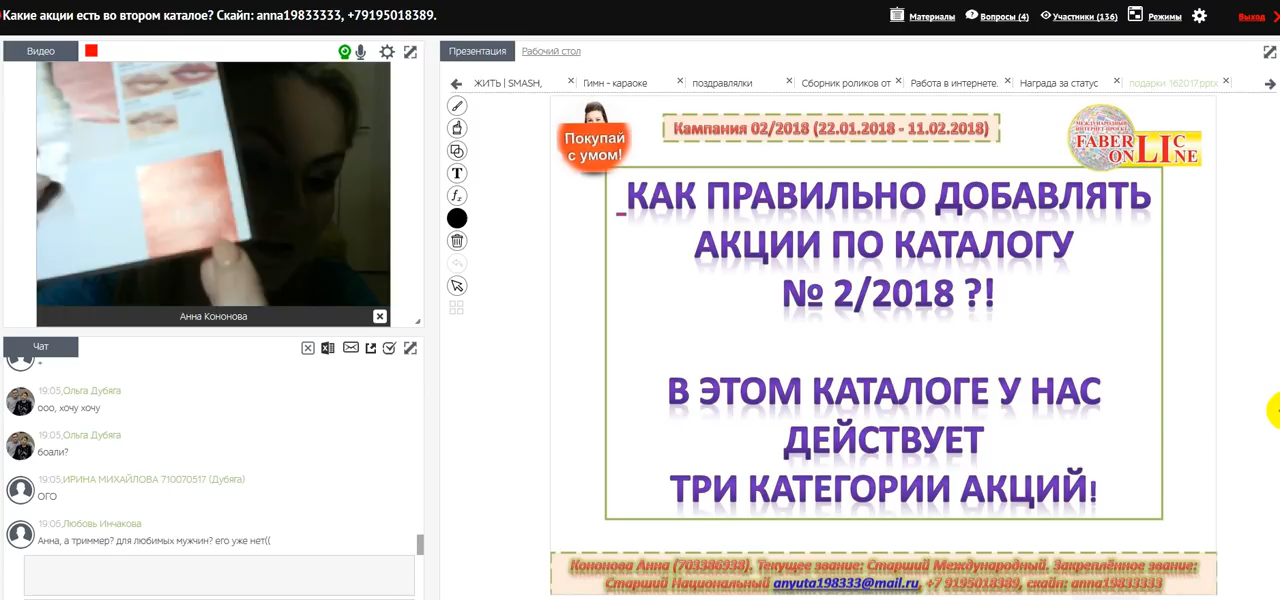 Какие акции есть во втором каталое? Скайп: anna19833333, +79195018389.
Материалы
Вопросы (4)
Участники (136)
Режимы
Выход
Видео
Анна Кононова
Чат
19:05,Ольга Дубяга
ооо, хочу хочу
19:05,Ольга Дубяга
боали?
19:05,ИРИНА МИХАЙЛОВА 710070517 (Дубяга)
ОГО
19:05,Любовь Инчакова
Анна, а триммер? для любимых мужчин? его уже нет((
Презентация
Рабочий стол
ЖИТЬ | SMASH,
Гимн - караоке
поздравлялки
Сборник роликов от
Работа в интернете.
Награда за статус
подарки 162017.pptx
Покупай
с умом!
Кампания 02/2018 (22.01.2018 - 11.02.2018)
МЕЖДУНАРОДНЫЙ
ИНТЕРНЕТ-ПРОЕКТ
FABERLIC
ONLINE
КАК ПРАВИЛЬНО ДОБАВЛЯТЬ
АКЦИИ ПО КАТАЛОГУ
№ 2/2018 ?!
В ЭТОМ КАТАЛОГЕ У НАС
ДЕЙСТВУЕТ
ТРИ КАТЕГОРИИ АКЦИЙ!
Кононова Анна (703386938), Текущее звание: Старший Международный. Закреплённое звание:
Старший Национальный anyuta198333@mail.ru, +7 9195018389, скайп: anna19833333